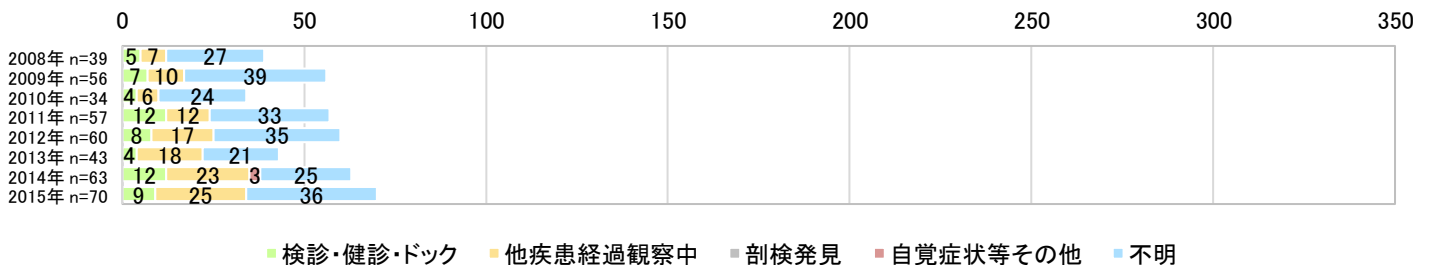 0 50 100 150 200 250 300 350
2008年 n=39 5 7 27
2009年 n=56 7 10 39
2010年 n=34 4 6 24
2011年 n=57 12 12 33
2012年 n=60 8 17 35
2013年 n=43 4 18 21
2014年 n=63 12 23 3 25
2015年 n=70 9 25 36
検診・健診・ドック 他疾患経過観察中 剖検発見 自覚症状等その他 不明